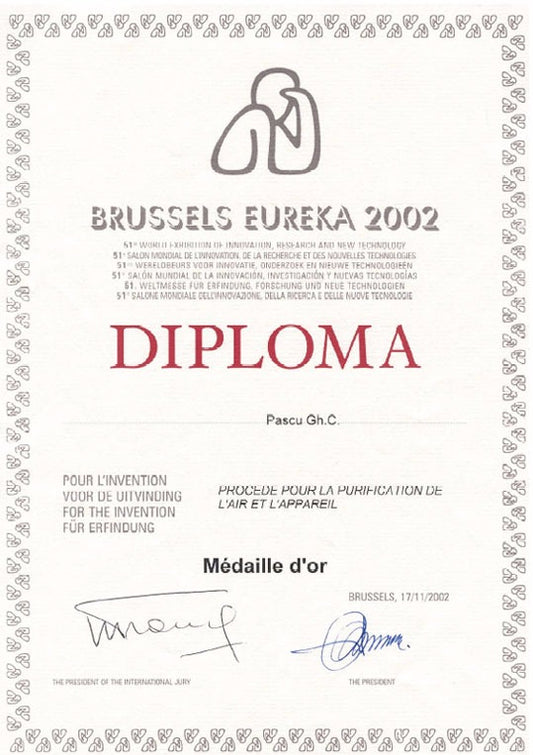 BRUSSELS EUREKA 2002
51e WORLD EXHIBITION OF INNOVATION, RESEARCH AND NEW TECHNOLOGY
51e SALON MONDIAL DE L'INNOVATION, DE LA RECHERCHE ET DES NOUVELLES TECHNOLOGIES
51ste WERELDBEURS VOOR INNOVATIE, ONDERZOEK EN NIEUWE TECHNOLOGIEËN
51° SALÓN MUNDIAL DE LA INNOVACIÓN, INVESTIGACIÓN Y NUEVAS TECNOLOGÍAS
51. WELTMESSE FÜR ERFINDUNG, FORSCHUNG UND NEUE TECHNOLOGIEN
51° SALONE MONDIALE DELL'INNOVAZIONE, DELLA RICERCA E DELLE NUOVE TECNOLOGIE
DIPLOMA
Pascu Gh.C.
POUR L'INVENTION
VOOR DE UITVINDING
FOR THE INVENTION
FÜR ERFINDUNG
PROCEDE POUR LA PURIFICATION DE
L'AIR ET L'APPAREIL
Médaille d'or
BRUSSELS, 17/11/2002
THE PRESIDENT OF THE INTERNATIONAL JURY
THE PRESIDENT